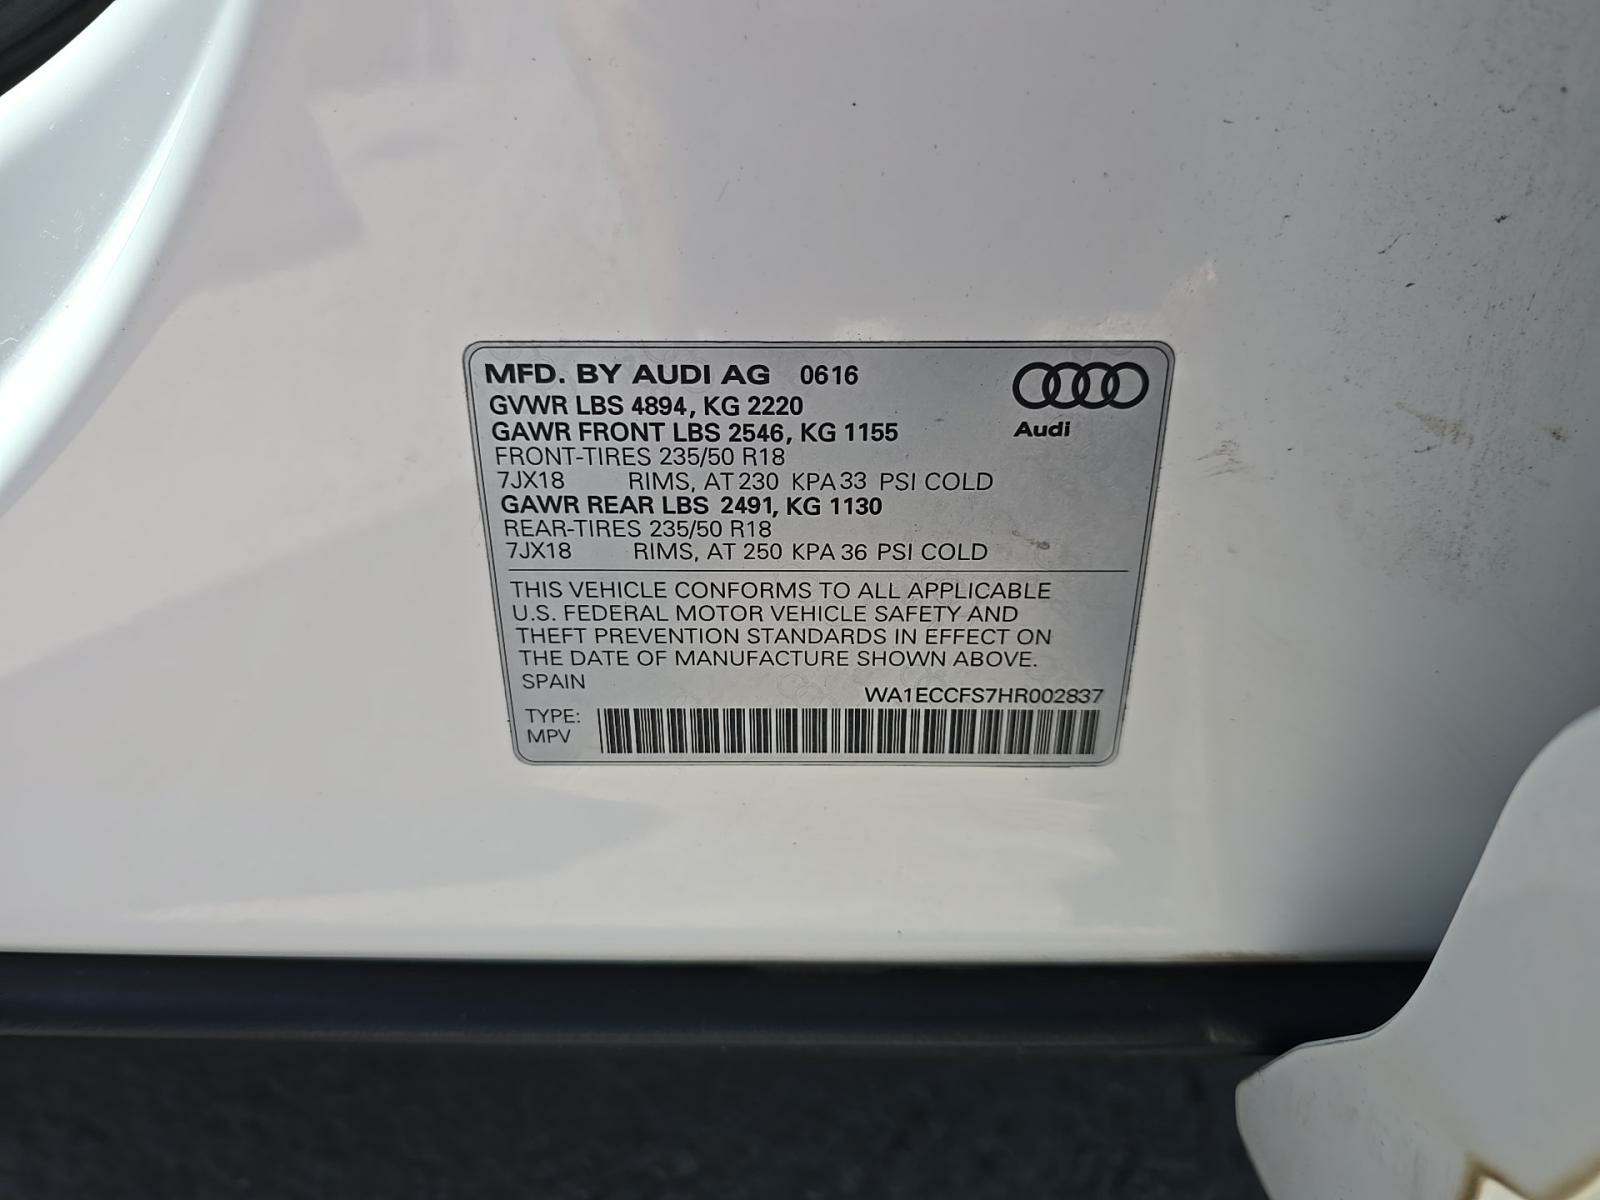 MFD. BY AUDI AG 0616
GVWR LBS 4894, KG 2220
GAWR FRONT LBS 2546, KG 1155
Audi
FRONT-TIRES 235/50 R18
7JX18 RIMS, AT 230 KPA 33 PSI COLD
GAWR REAR LBS 2491, KG 1130
REAR-TIRES 235/50 R18
7JX18 RIMS, AT 250 KPA 36 PSI COLD
THIS VEHICLE CONFORMS TO ALL APPLICABLE
U.S. FEDERAL MOTOR VEHICLE SAFETY AND
THEFT PREVENTION STANDARDS IN EFFECT ON
THE DATE OF MANUFACTURE SHOWN ABOVE.
SPAIN
WA1ECCFS7HR002837
TYPE:
MPV